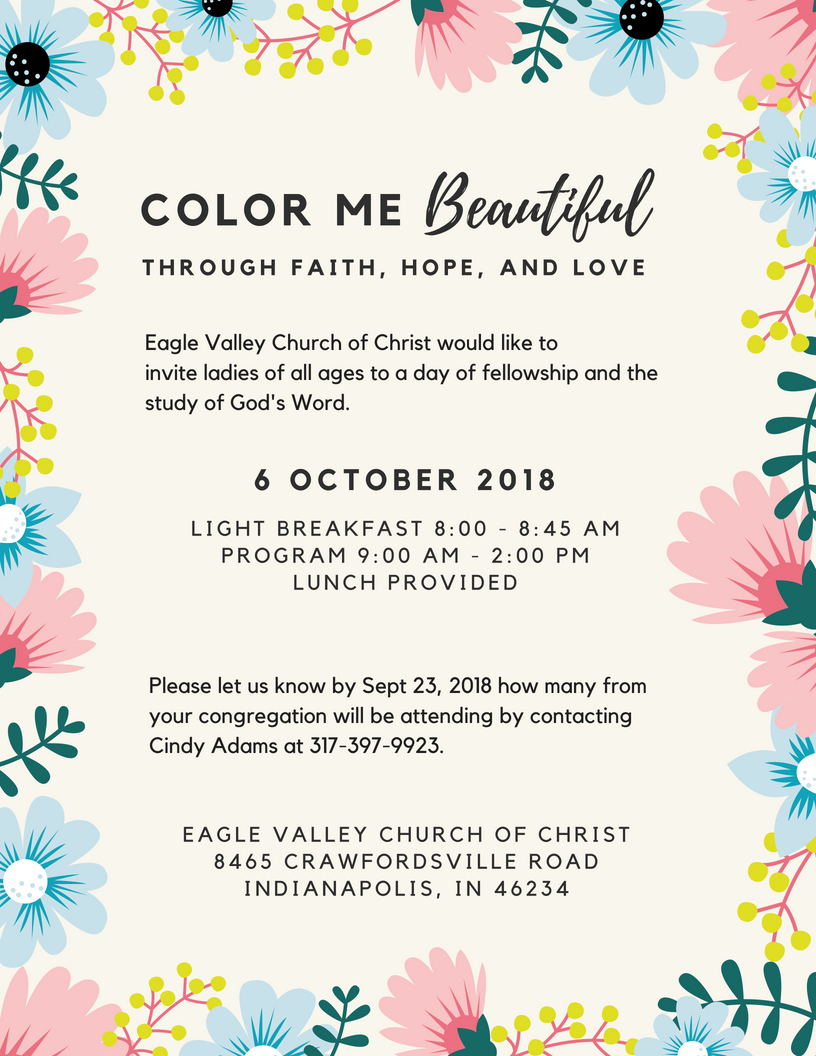 COLOR ME Beautiful
THROUGH FAITH, HOPE, AND LOVE
Eagle Valley Church of Christ would like to
invite ladies of all ages to a day of fellowship and the
study of God's Word.
6 OCTOBER 2018
LIGHT BREAKFAST 8:00 - 8:45 AM
PROGRAM 9:00 AM - 2:00 PM
LUNCH PROVIDED
Please let us know by Sept 23, 2018 how many from
your congregation will be attending by contacting
Cindy Adams at 317-397-9923.
EAGLE VALLEY CHURCH OF CHRIST
8465 CRAWFORDSVILLE ROAD
INDIANAPOLIS, IN 46234